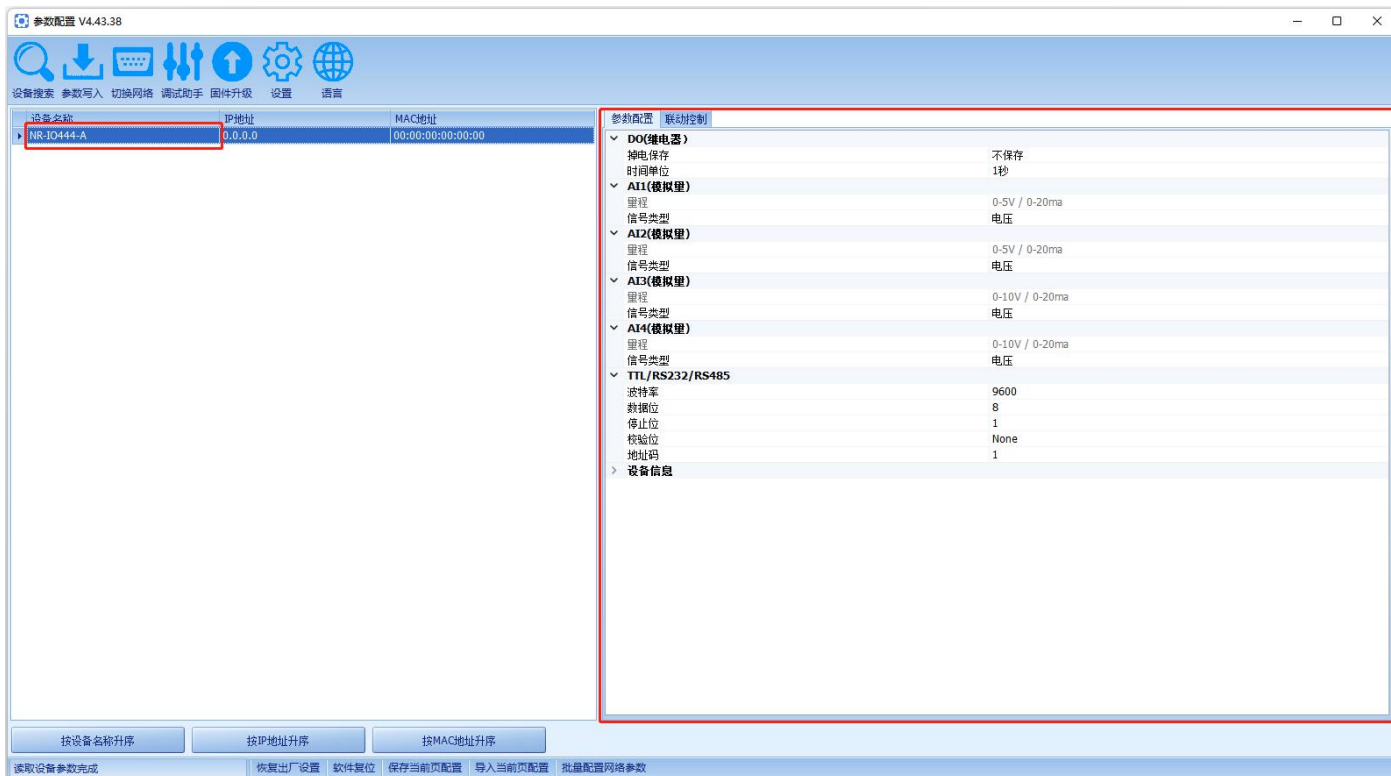 参数配置 V4.43.38
设备搜索 参数写入 切换网络 调试助手 固件升级 设置 语言
设备名称 IP地址 MAC地址
NR-IO444-A 0.0.0.0 00:00:00:00:00:00
参数配置 联动控制
DO(继电器)
掉电保存 不保存
时间单位 1秒
AI1(模拟量)
量程 0-5V / 0-20ma
信号类型 电压
AI2(模拟量)
量程 0-5V / 0-20ma
信号类型 电压
AI3(模拟量)
量程 0-10V / 0-20ma
信号类型 电压
AI4(模拟量)
量程 0-10V / 0-20ma
信号类型 电压
TTL/RS232/RS485
波特率 9600
数据位 8
停止位 1
校验位 None
地址码 1
设备信息
按设备名称升序 按IP地址升序 按MAC地址升序
读取设备参数完成 恢复出厂设置 软件复位 保存当前页配置 导入当前页配置 批量配置网络参数